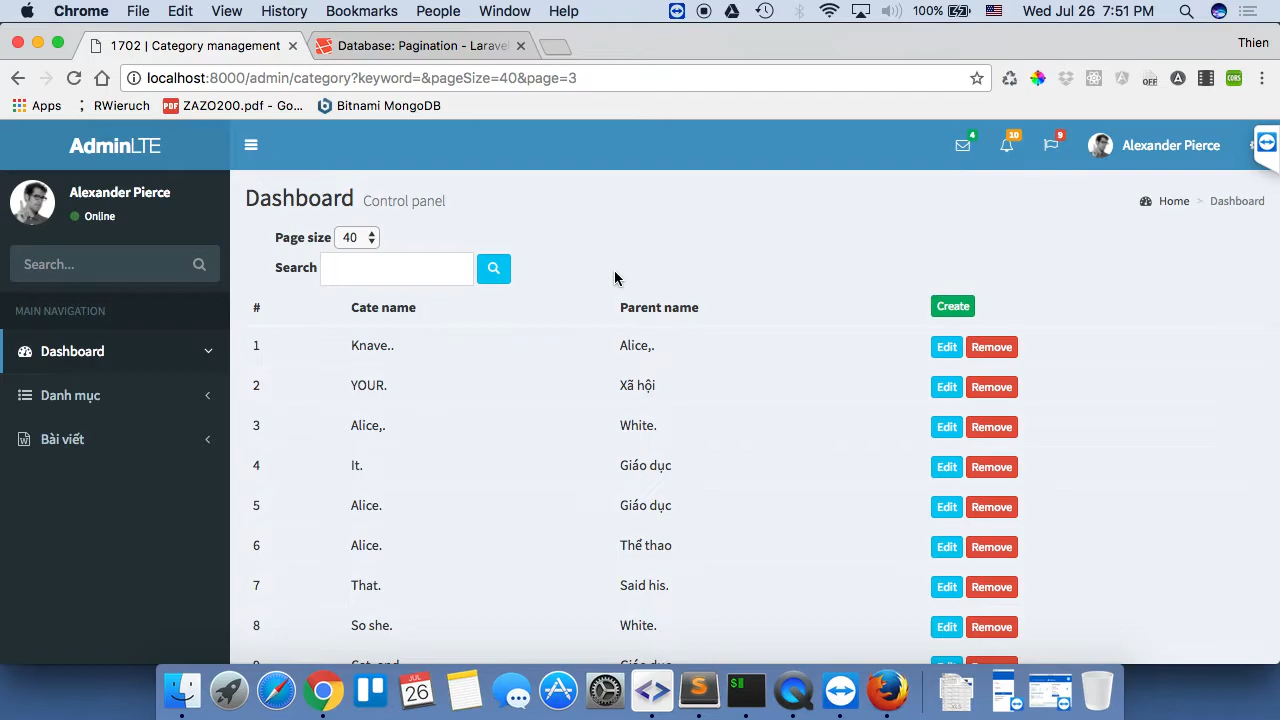 Chrome File Edit View History Bookmarks People Window Help 100% Wed Jul 26 7:51 PM
1702 | Category management Database: Pagination - Laravel Thien
localhost:8000/admin/category?keyword=&pageSize=40&page=3 OFF CORS
Apps RWieruch PDF ZAZO200.pdf - Go... Bitnami MongoDB
AdminLTE 4 10 9 Alexander Pierce
Alexander Pierce
Online
Search...
MAIN NAVIGATION
Dashboard
Danh mục
Bài viết
Dashboard Control panel Home > Dashboard
Page size 40
Search
# Cate name Parent name Create
1 Knave.. Alice,. Edit Remove
2 YOUR. Xã hội Edit Remove
3 Alice,. White. Edit Remove
4 It. Giáo dục Edit Remove
5 Alice. Giáo dục Edit Remove
6 Alice. Thể thao Edit Remove
7 That. Said his. Edit Remove
8 So she. White. Edit Remove
JUL
26